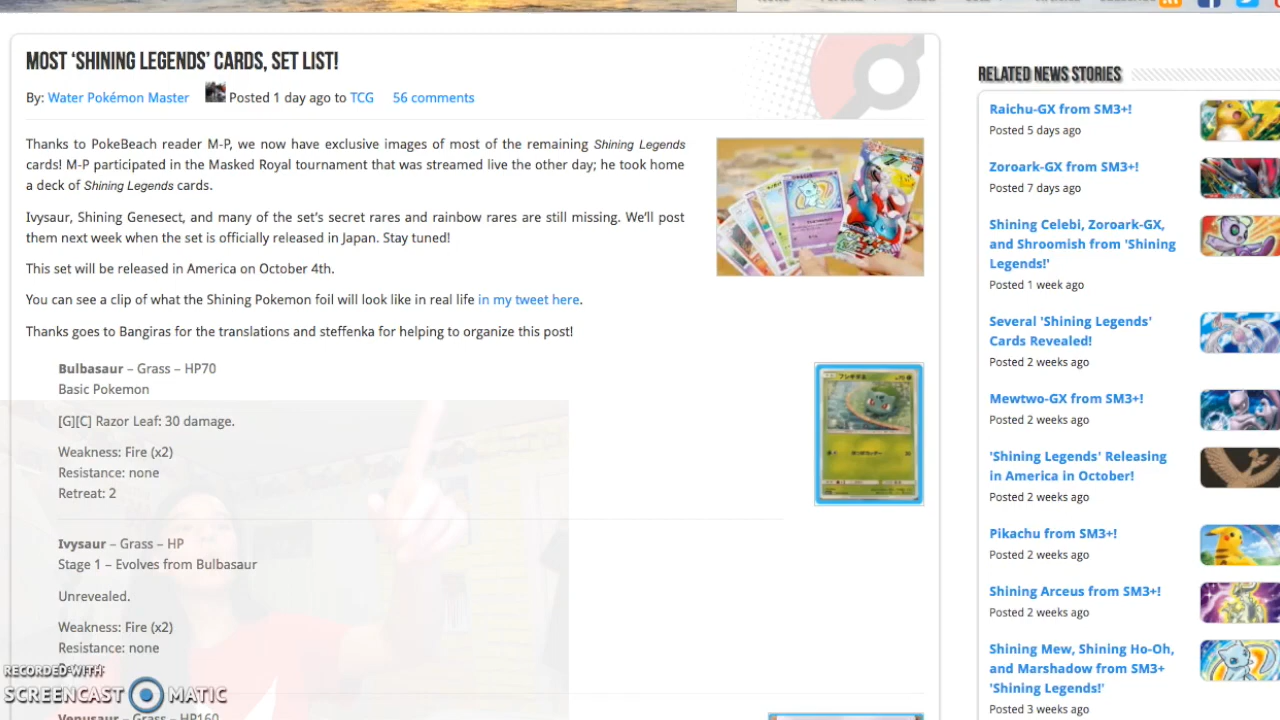 MOST ‘SHINING LEGENDS’ CARDS, SET LIST!
By: Water Pokémon Master Posted 1 day ago to TCG 56 comments
Thanks to PokeBeach reader M-P, we now have exclusive images of most of the remaining Shining Legends
cards! M-P participated in the Masked Royal tournament that was streamed live the other day; he took home
a deck of Shining Legends cards.
Ivysaur, Shining Genesect, and many of the set's secret rares and rainbow rares are still missing. We'll post
them next week when the set is officially released in Japan. Stay tuned!
This set will be released in America on October 4th.
You can see a clip of what the Shining Pokemon foil will look like in real life in my tweet here.
Thanks goes to Bangiras for the translations and steffenka for helping to organize this post!
Bulbasaur – Grass – HP70
Basic Pokemon
[G][C] Razor Leaf: 30 damage.
Weakness: Fire (x2)
Resistance: none
Retreat: 2
Ivysaur – Grass – HP
Stage 1 – Evolves from Bulbasaur
Unrevealed.
Weakness: Fire (x2)
Resistance: none
Venusaur – Grass – HP160
RECORDED WITH
SCREENCAST MATIC
RELATED NEWS STORIES
Raichu-GX from SM3+!
Posted 5 days ago
Zoroark-GX from SM3+!
Posted 7 days ago
Shining Celebi, Zoroark-GX,
and Shroomish from 'Shining
Legends!'
Posted 1 week ago
Several 'Shining Legends'
Cards Revealed!
Posted 2 weeks ago
Mewtwo-GX from SM3+!
Posted 2 weeks ago
'Shining Legends' Releasing
in America in October!
Posted 2 weeks ago
Pikachu from SM3+!
Posted 2 weeks ago
Shining Arceus from SM3+!
Posted 2 weeks ago
Shining Mew, Shining Ho-Oh,
and Marshadow from SM3+
'Shining Legends!'
Posted 3 weeks ago